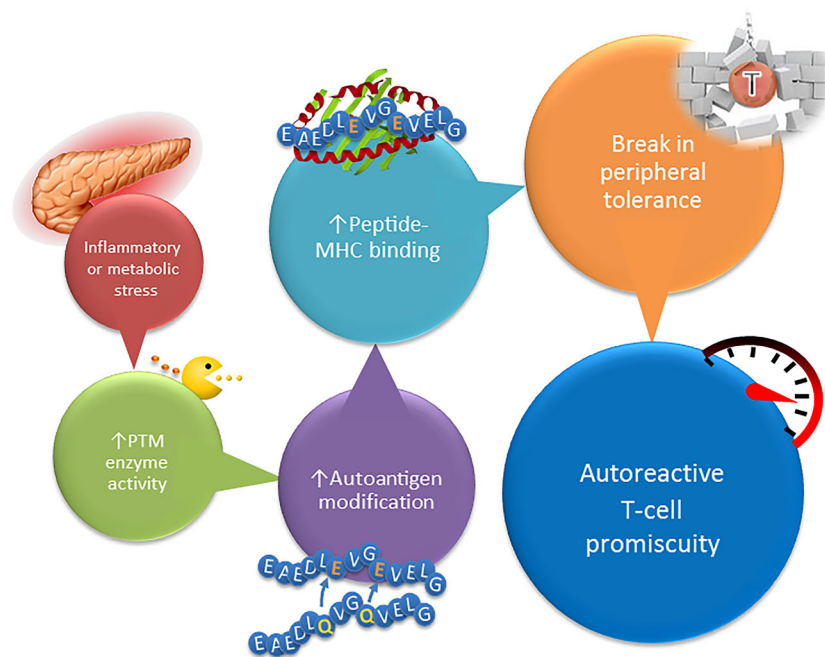 Inflammatory
or metabolic
stress
↑PTM
enzyme
activity
↑Autoantigen
modification
EAEDLEVGEVELG
EAEDLQVGQVELG
EAEDLEVGEVELG
↑Peptide-
MHC binding
T
Break in
peripheral
tolerance
Autoreactive
T-cell
promiscuity